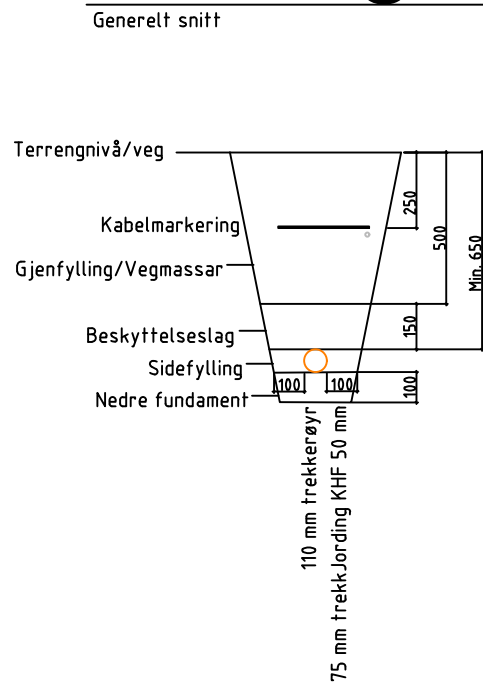 Generelt snitt
Terrengnivå/veg
250
Kabelmarkering
500
Min. 650
Gjenfylling/Vegmassar
150
Beskyttelseslag
Sidefylling
100
100
100
Nedre fundament
110 mm trekkerøyr
75 mm trekkJording KHF 50 mm